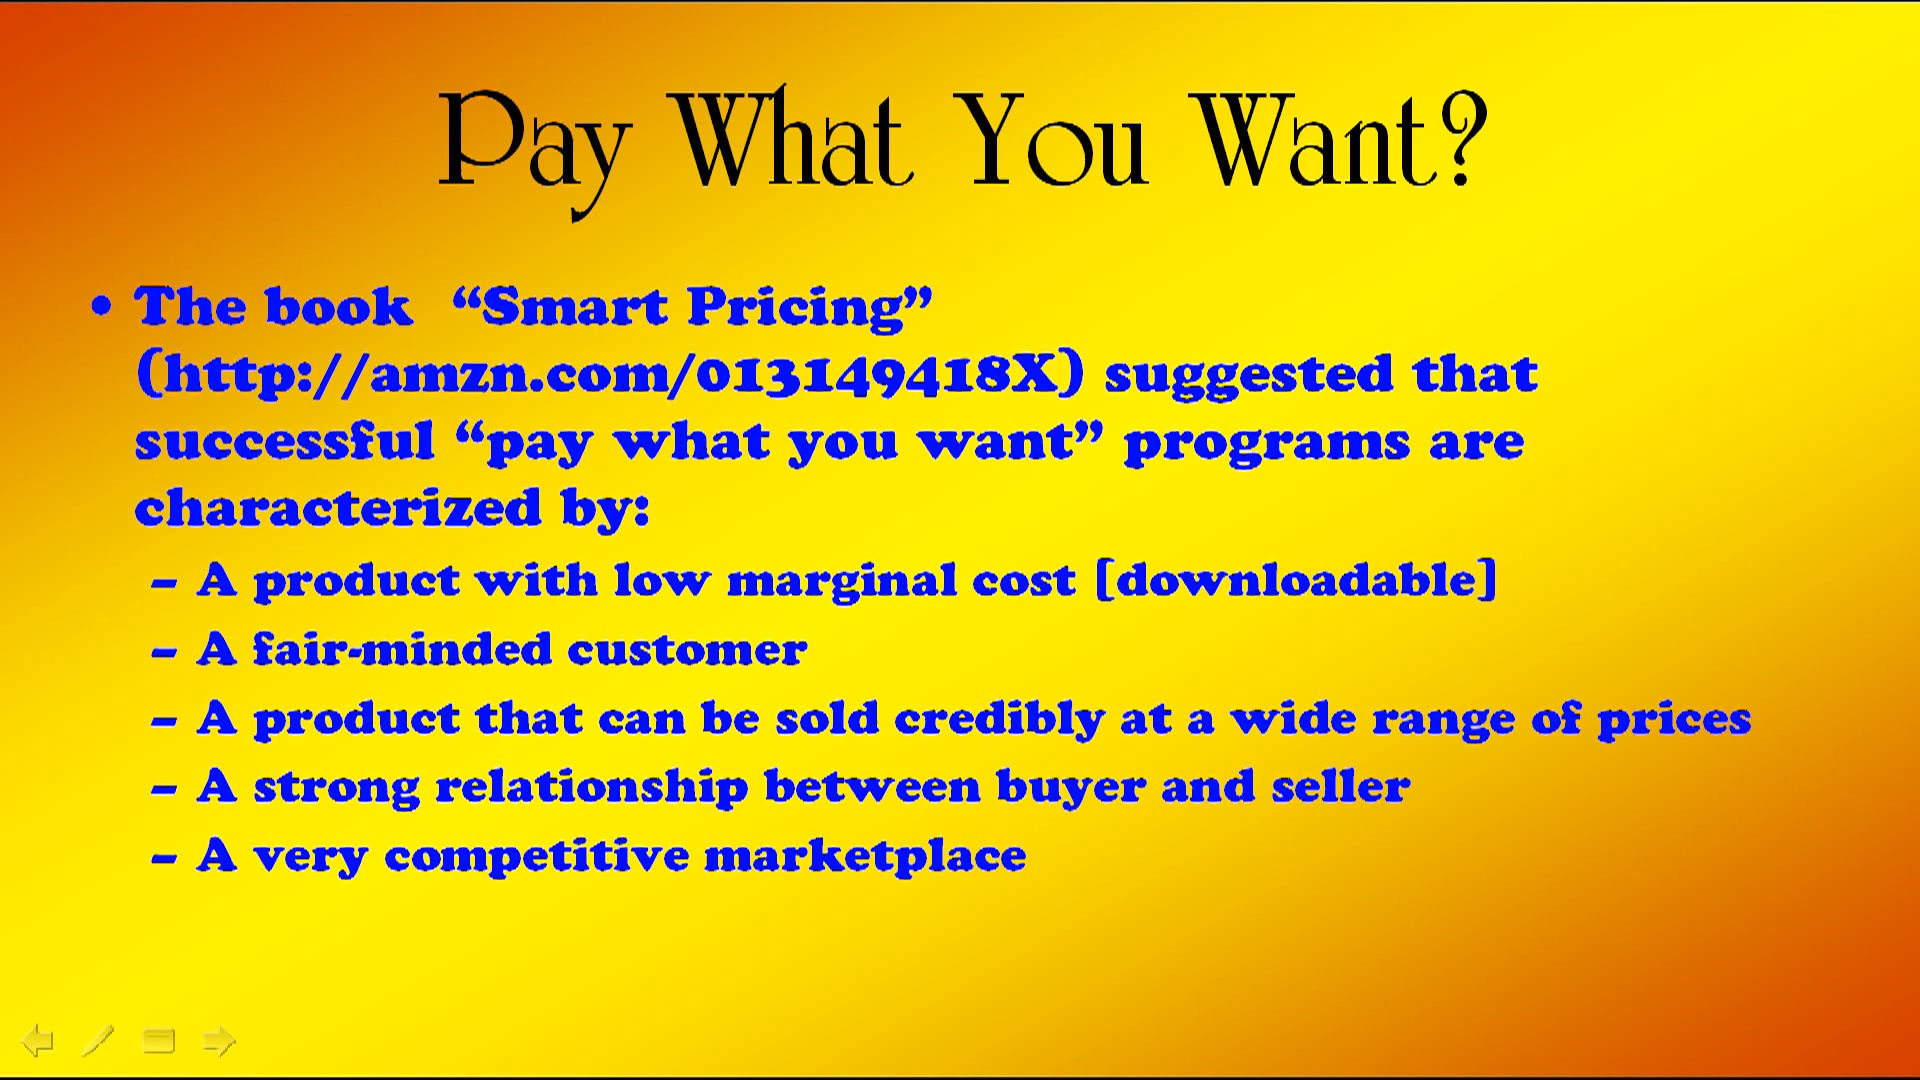 Pay What You Want?
• The book “Smart Pricing”
(http://amzn.com/013149418X) suggested that
successful “pay what you want” programs are
characterized by:
– A product with low marginal cost [downloadable]
– A fair-minded customer
– A product that can be sold credibly at a wide range of prices
– A strong relationship between buyer and seller
– A very competitive marketplace